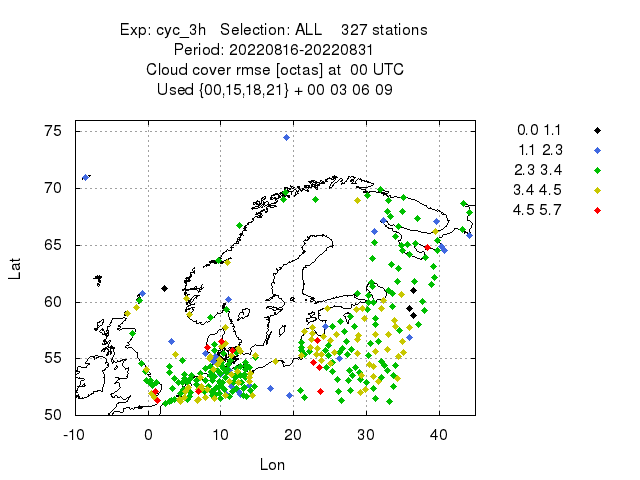 Exp: cyc_3h   Selection: ALL    327 stations
Period: 20220816-20220831
Cloud cover rmse [octas] at  00 UTC
Used {00,15,18,21} + 00 03 06 09
0.0 1.1
1.1 2.3
2.3 3.4
3.4 4.5
4.5 5.7
Lat
75
70
65
60
55
50
-10 0 10 20 30 40
Lon